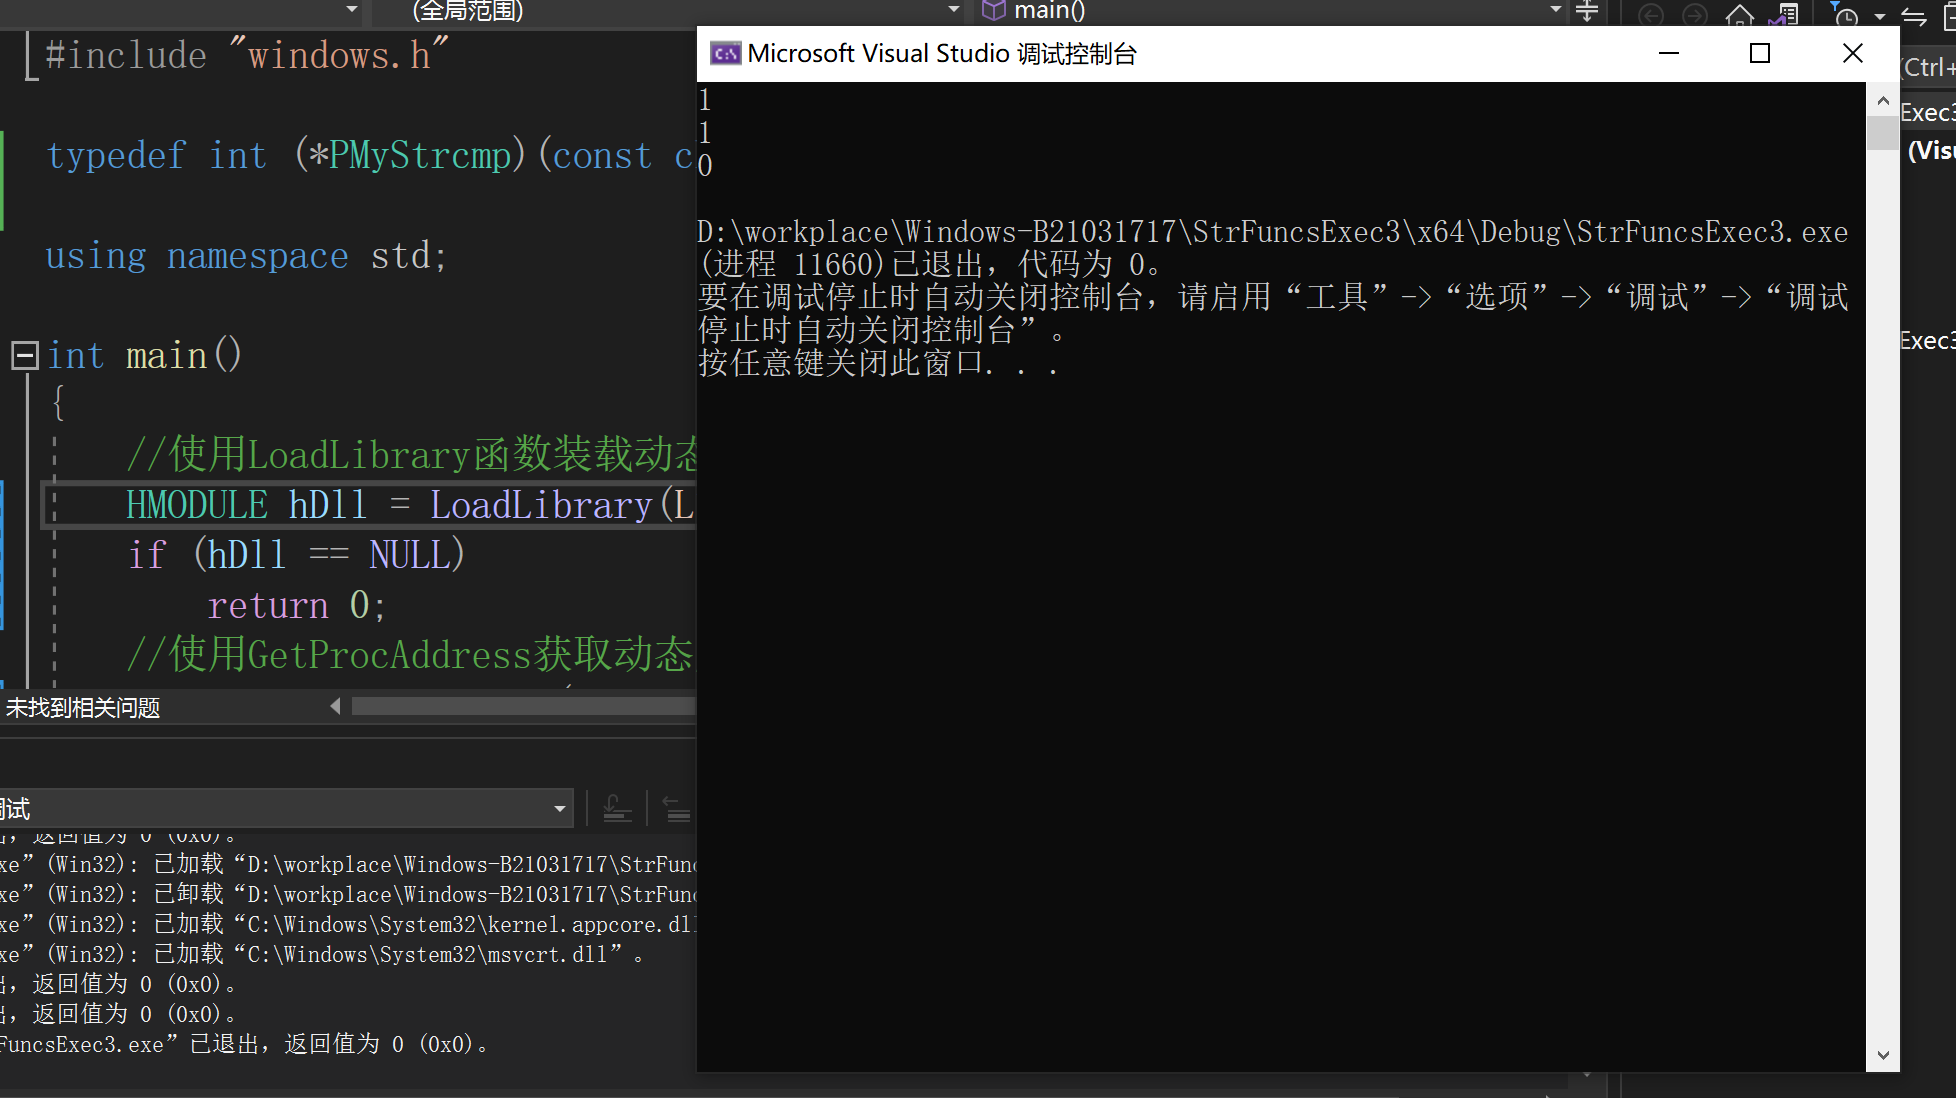 (全局范围)
main()
#include "windows.h"
typedef int (*PMyStrcmp)(const c
using namespace std;
int main()
{
//使用LoadLibrary函数装载动态
HMODULE hDll = LoadLibrary(L
if (hDll == NULL)
return 0;
//使用GetProcAddress获取动态
未找到相关问题
调试
出，返回值为 0 (0x0)。
xe”(Win32): 已加载“D:\workplace\Windows-B21031717\StrFunc
xe”(Win32): 已卸载“D:\workplace\Windows-B21031717\StrFunc
xe”(Win32): 已加载“C:\Windows\System32\kernel.appcore.dll
xe”(Win32): 已加载“C:\Windows\System32\msvcrt.dll”。
出，返回值为 0 (0x0)。
出，返回值为 0 (0x0)。
FuncsExec3.exe”已退出，返回值为 0 (0x0)。
Microsoft Visual Studio 调试控制台
1
1
0
D:\workplace\Windows-B21031717\StrFuncsExec3\x64\Debug\StrFuncsExec3.exe
(进程 11660)已退出，代码为 0。
要在调试停止时自动关闭控制台，请启用“工具”->“选项”->“调试”->“调试
停止时自动关闭控制台”。
按任意键关闭此窗口. . .
(Ctrl+
Exec3
(Visu
Exec3